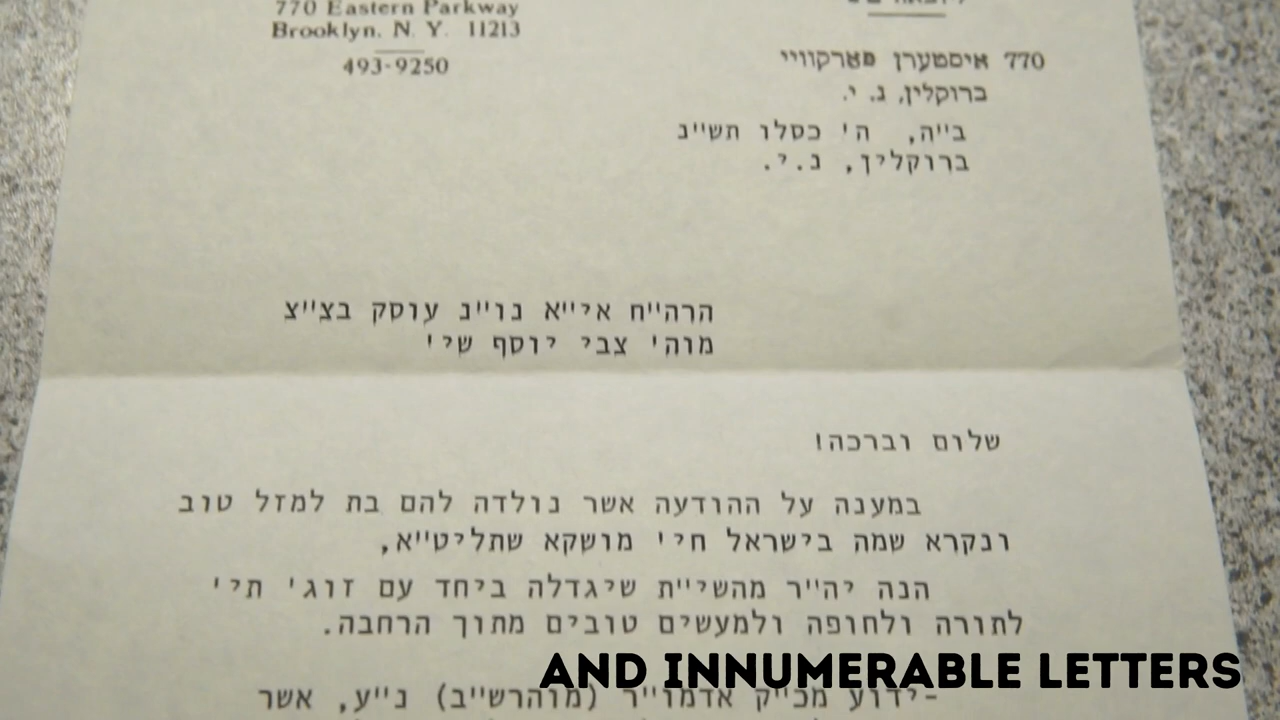 770 Eastern Parkway
Brooklyn. N. Y. 11213
493-9250
770 איסטערן פארקוויי
ברוקלין, נ. י.
ב"ה, ה' כסלו תשי"נ
ברוקלין, נ.י.
הרה"ח אי"א נו"נ עוסק בצ"צ
מוה' צבי יוסף שי'
שלום וברכה!
במענה על ההודעה אשר נולדה להם בת למזל טוב
ונקרא שמה בישראל חי' מושקא שתליט"א,
הנה יה"ר מהשי"ת שיגדלה ביחד עם זוג' תי'
לתורה ולחופה ולמעשים טובים מתוך הרחבה.
-ידוע מכ"ק אדמו"ר (מוהרש"ב) נ"ע, אשר
AND INNUMERABLE LETTERS